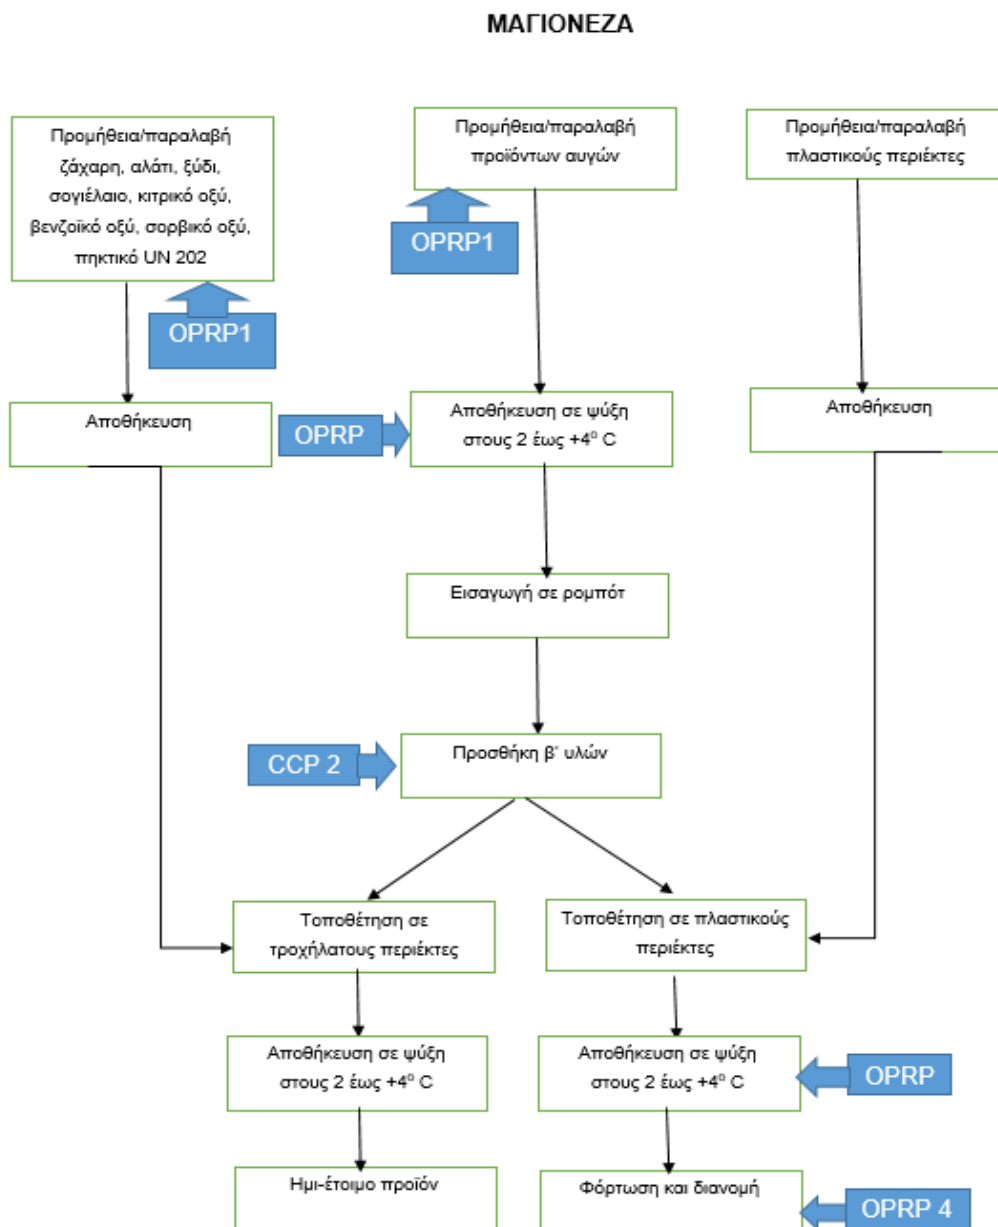 ΜΑΓΙΟΝΕΖΑ
Προμήθεια/παραλαβή
ζάχαρη, αλάτι, ξύδι,
σογιέλαιο, κιτρικό οξύ,
βενζοϊκό οξύ, σορβικό οξύ,
πηκτικό UN 202
Προμήθεια/παραλαβή
προϊόντων αυγών
Προμήθεια/παραλαβή
πλαστικούς περιέκτες
OPRP1
OPRP1
Αποθήκευση
OPRP
Αποθήκευση σε ψύξη
στους 2 έως +4⁰ C
Αποθήκευση
Εισαγωγή σε ρομπότ
CCP 2
Προσθήκη β' υλών
Τοποθέτηση σε
τροχήλατους περιέκτες
Τοποθέτηση σε πλαστικούς
περιέκτες
Αποθήκευση σε ψύξη
στους 2 έως +4⁰ C
Αποθήκευση σε ψύξη
στους 2 έως +4⁰ C
OPRP
Ημι-έτοιμο προϊόν
Φόρτωση και διανομή
OPRP 4